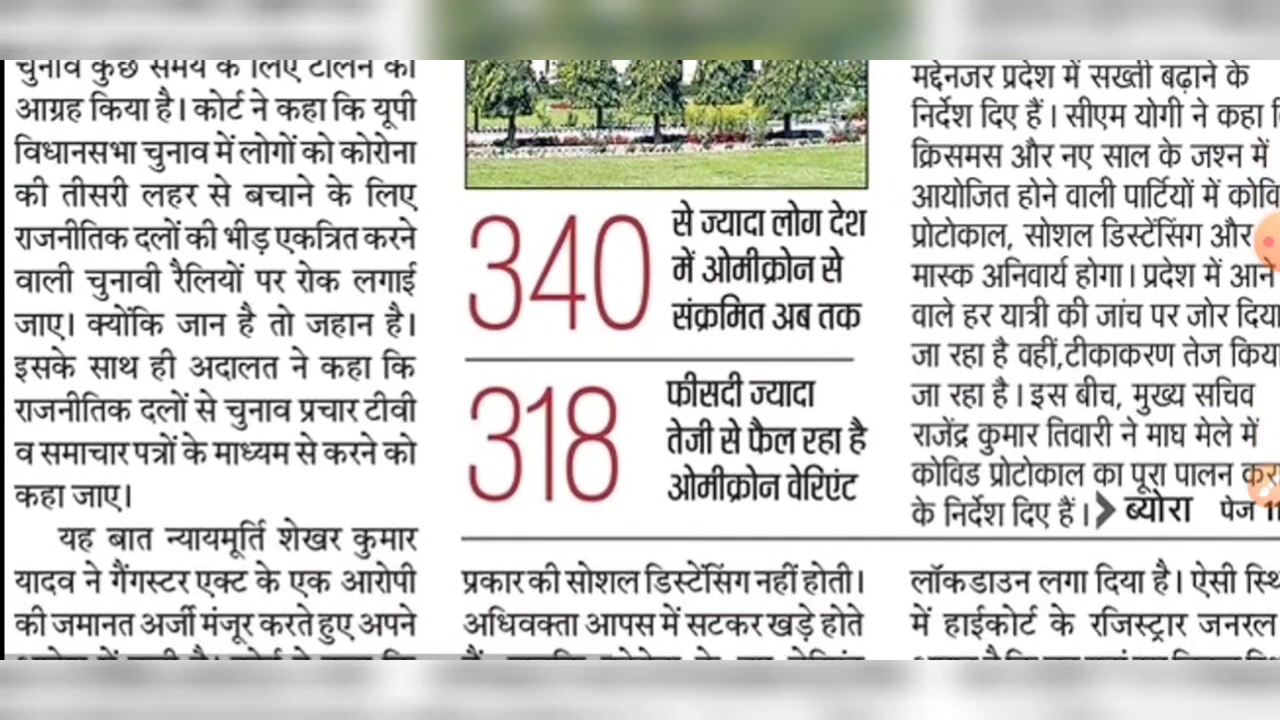 चुनाव कुछ समय के लिए टालने का
आग्रह किया है। कोर्ट ने कहा कि यूपी
विधानसभा चुनाव में लोगों को कोरोना
की तीसरी लहर से बचाने के लिए
राजनीतिक दलों की भीड़ एकत्रित करने
वाली चुनावी रैलियों पर रोक लगाई
जाए। क्योंकि जान है तो जहान है।
इसके साथ ही अदालत ने कहा कि
राजनीतिक दलों से चुनाव प्रचार टीवी
व समाचार पत्रों के माध्यम से करने को
कहा जाए।
यह बात न्यायमूर्ति शेखर कुमार
यादव ने गैंगस्टर एक्ट के एक आरोपी
की जमानत अर्जी मंजूर करते हुए अपने
340
से ज्यादा लोग देश
में ओमीक्रोन से
संक्रमित अब तक
318
फीसदी ज्यादा
तेजी से फैल रहा है
ओमीक्रोन वेरिएंट
प्रकार की सोशल डिस्टेंसिंग नहीं होती।
अधिवक्ता आपस में सटकर खड़े होते
मद्देनजर प्रदेश में सख्ती बढ़ाने के
निर्देश दिए हैं। सीएम योगी ने कहा
क्रिसमस और नए साल के जश्न में
आयोजित होने वाली पार्टियों में
प्रोटोकाल, सोशल डिस्टेंसिंग और
मास्क अनिवार्य होगा। प्रदेश में आने
वाले हर यात्री की जांच पर जोर दिया
जा रहा है वहीं,टीकाकरण तेज किया
जा रहा है। इस बीच, मुख्य सचिव
राजेंद्र कुमार तिवारी ने माघ मेले में
कोविड प्रोटोकाल का पूरा पालन
के निर्देश दिए हैं। ब्योरा पेज
लॉकडाउन लगा दिया है। ऐसी
में हाईकोर्ट के रजिस्ट्रार जनरल